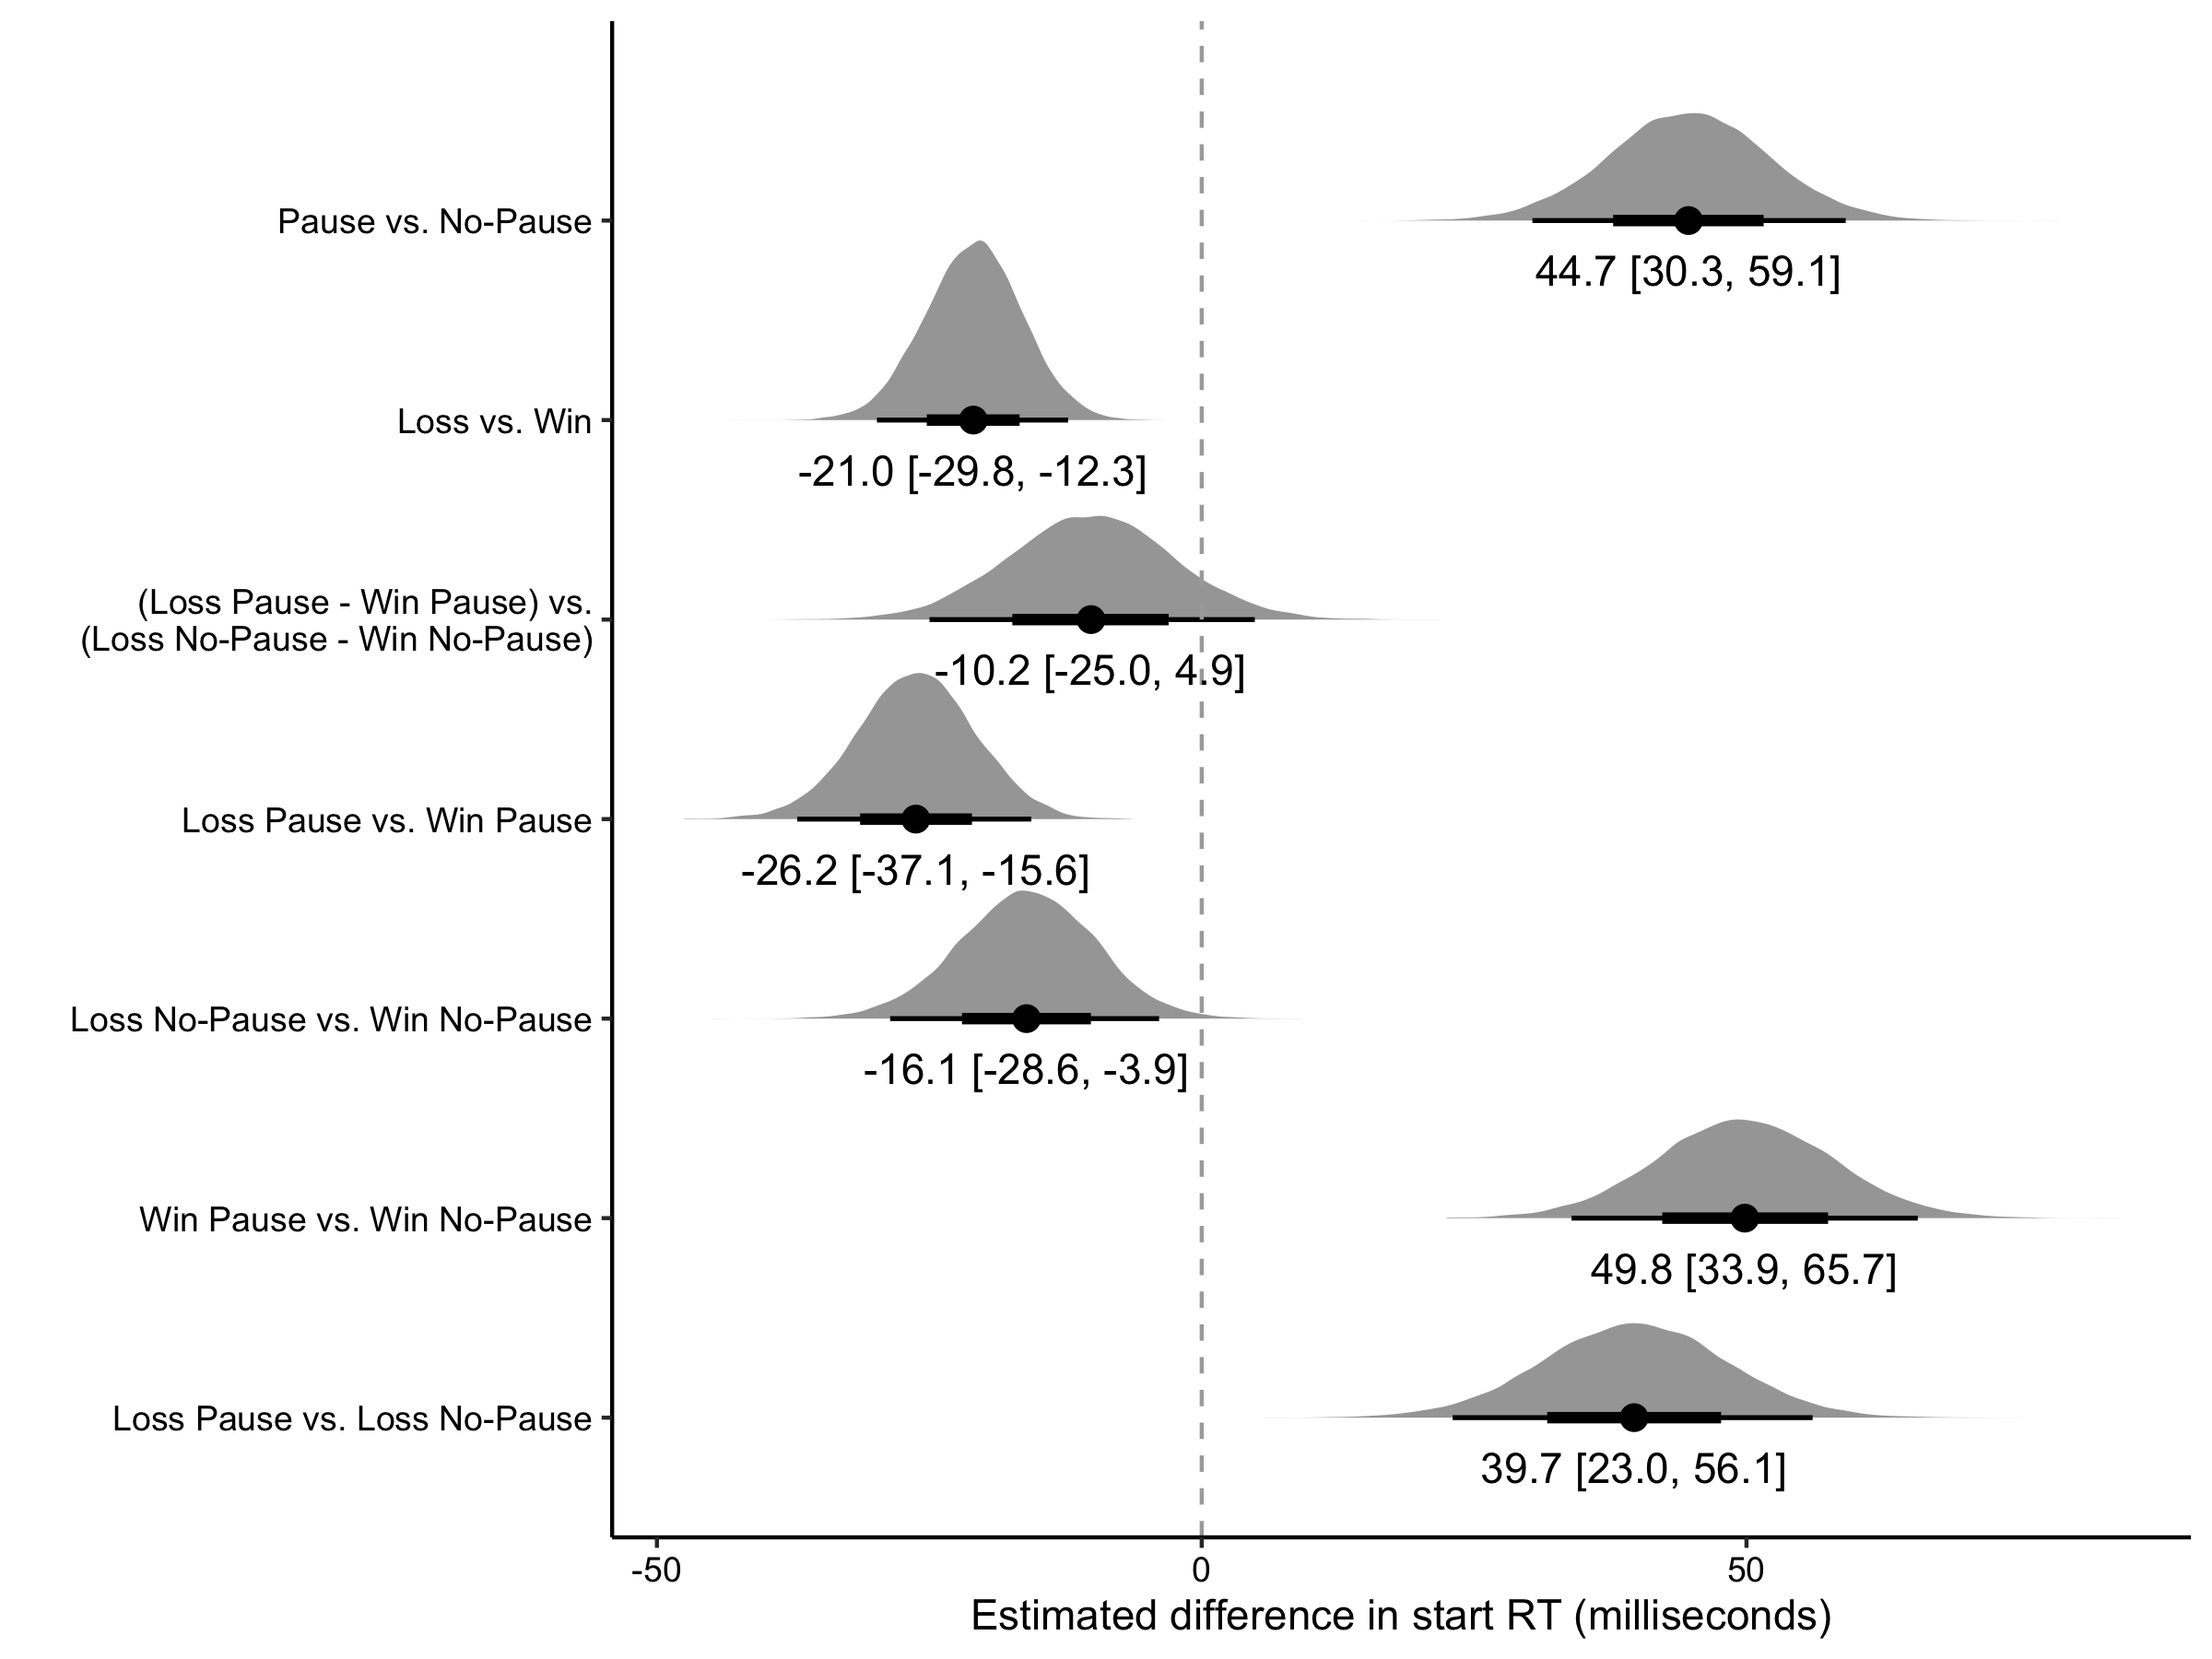 Pause vs. No-Pause
44.7 [30.3, 59.1]
Loss vs. Win
-21.0 [-29.8, -12.3]
(Loss Pause - Win Pause) vs.
(Loss No-Pause - Win No-Pause)
-10.2 [-25.0, 4.9]
Loss Pause vs. Win Pause
-26.2 [-37.1, -15.6]
Loss No-Pause vs. Win No-Pause
-16.1 [-28.6, -3.9]
Win Pause vs. Win No-Pause
49.8 [33.9, 65.7]
Loss Pause vs. Loss No-Pause
39.7 [23.0, 56.1]
-50 0 50
Estimated difference in start RT (milliseconds)